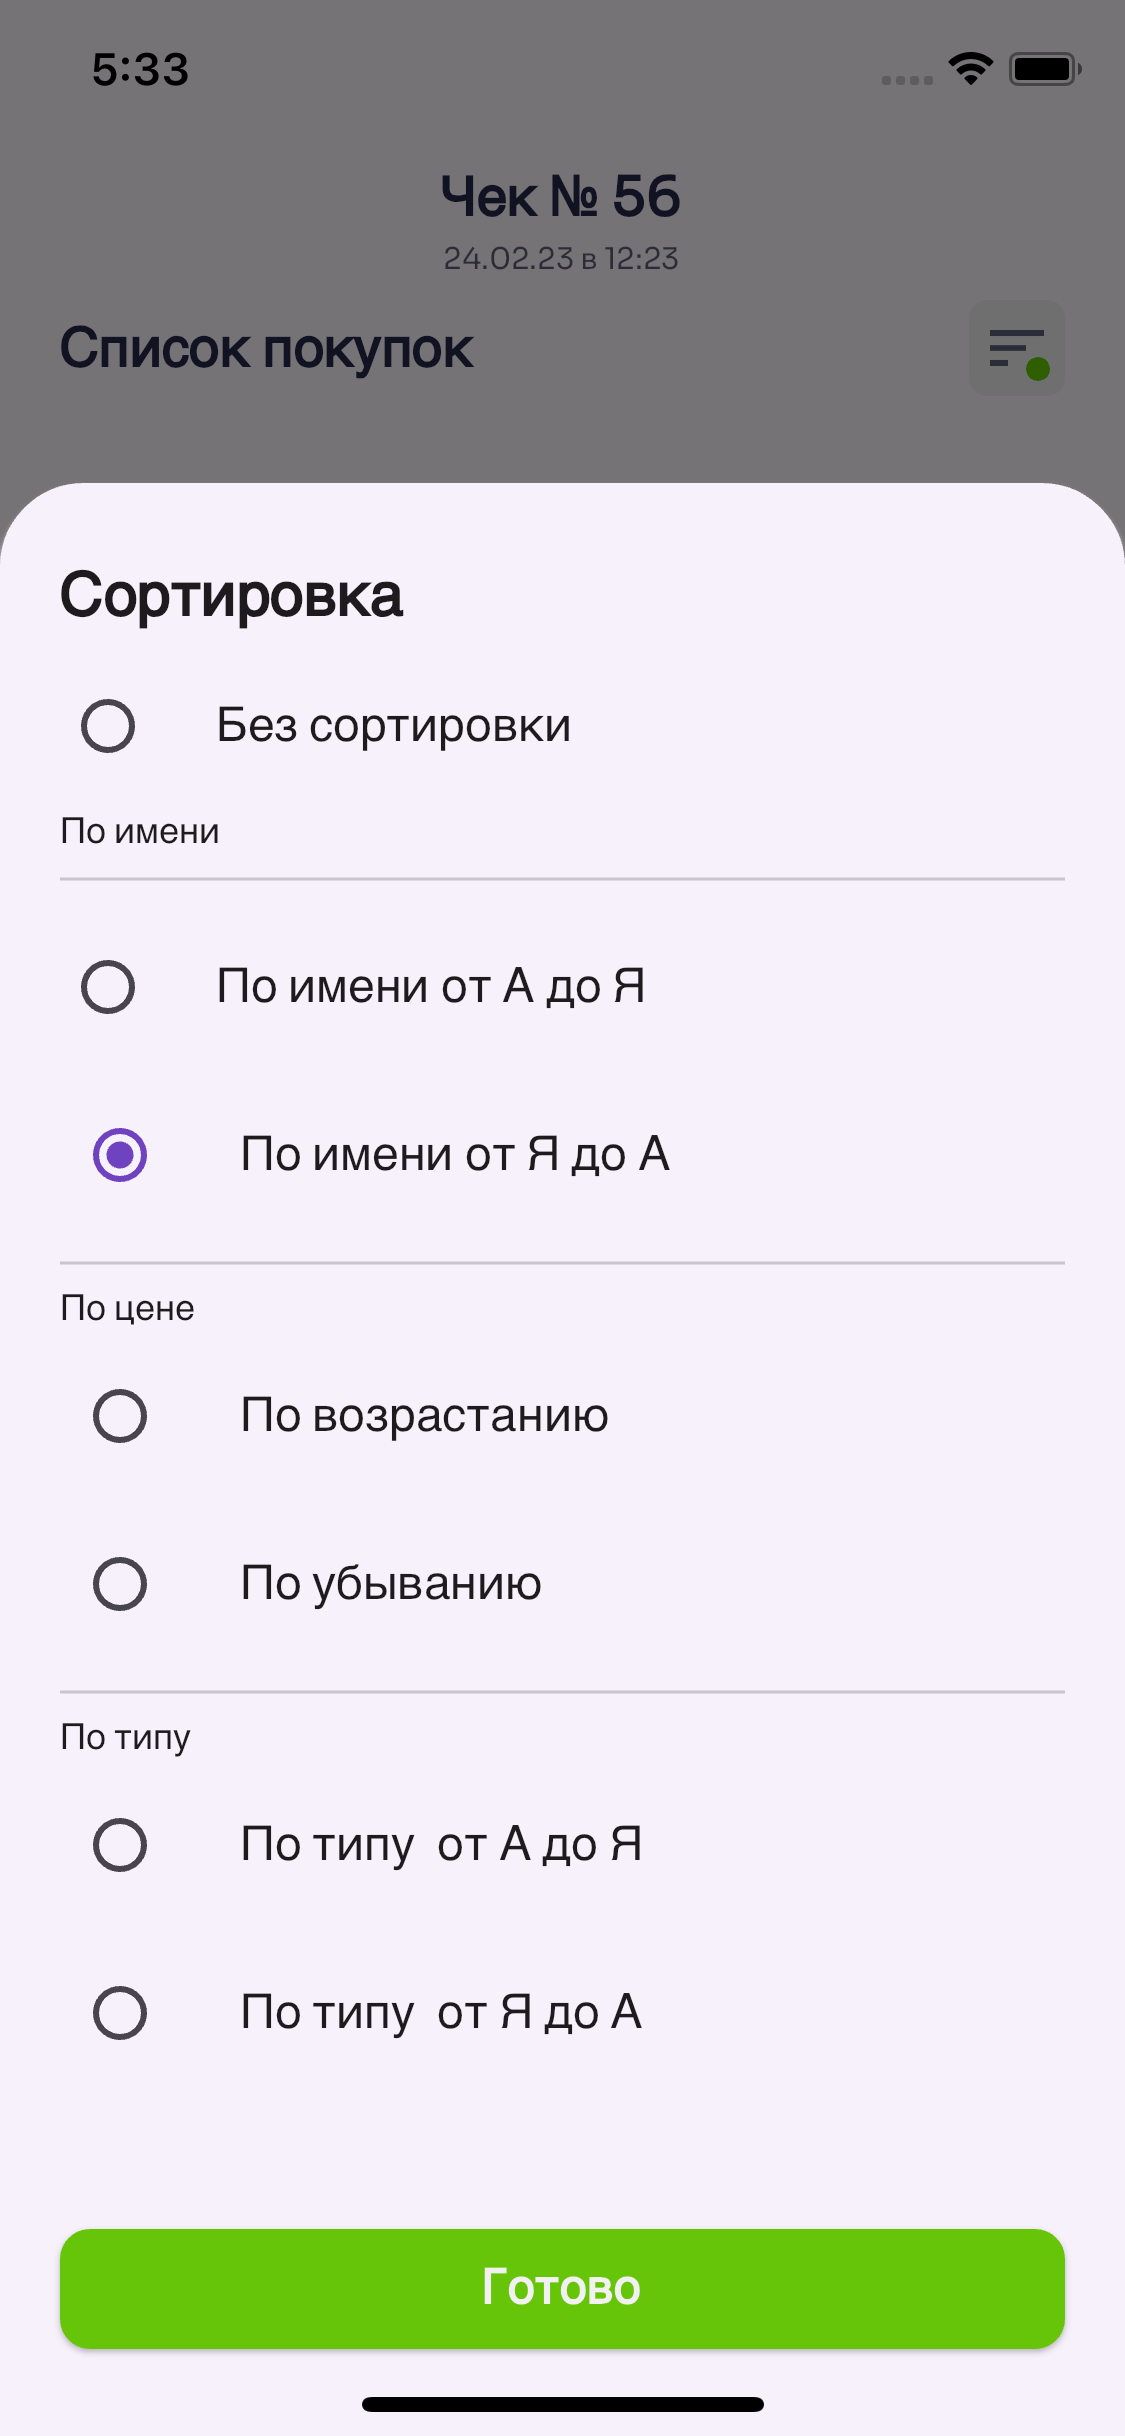 5:33
Чек № 56
24.02.23 в 12:23
Список покупок
Сортировка
Без сортировки
По имени
По имени от А до Я
По имени от Я до А
По цене
По возрастанию
По убыванию
По типу
По типу  от А до Я
По типу  от Я до А
Готово